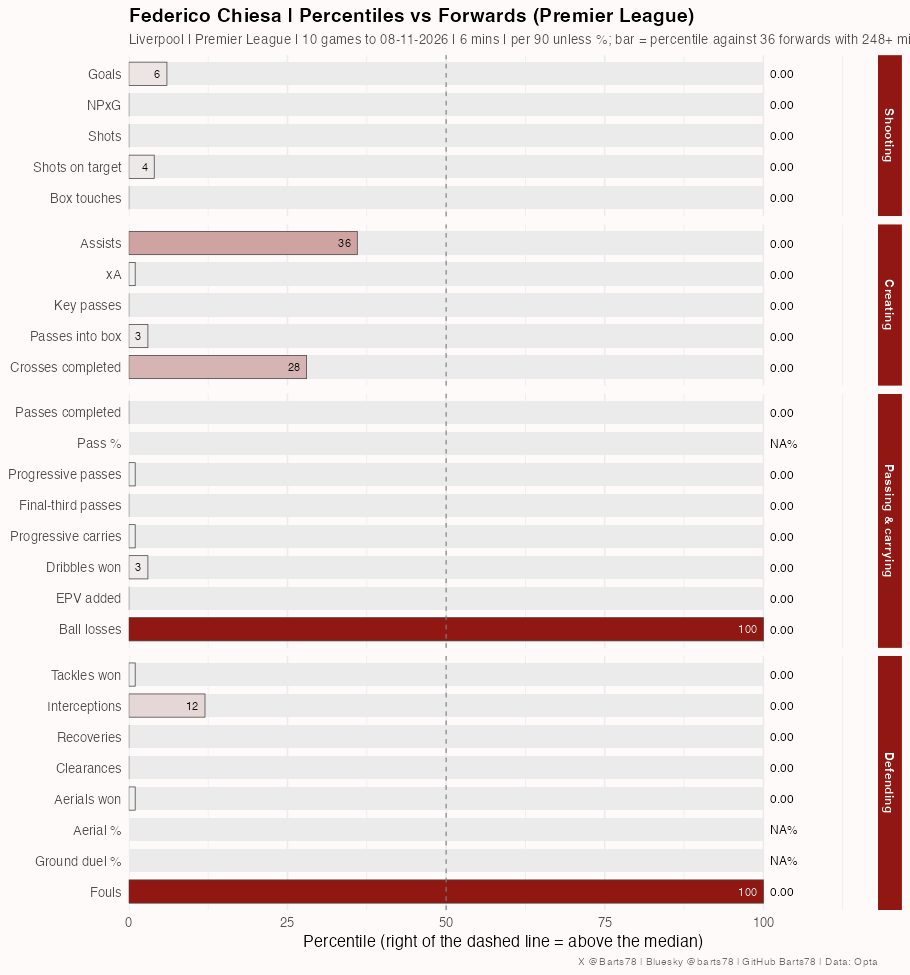 Federico Chiesa | Percentiles vs Forwards (Premier League)
Liverpool | Premier League | 10 games to 08-11-2026 | 6 mins | per 90 unless %; bar = percentile against 36 forwards with 248+ mi
Shooting
Goals 6 0.00
NPxG 0.00
Shots 0.00
Shots on target 4 0.00
Box touches 0.00
Creating
Assists 36 0.00
xA 0.00
Key passes 0.00
Passes into box 3 0.00
Crosses completed 28 0.00
Passing & carrying
Passes completed 0.00
Pass % NA%
Progressive passes 0.00
Final-third passes 0.00
Progressive carries 0.00
Dribbles won 3 0.00
EPV added 0.00
Ball losses 100 0.00
Defending
Tackles won 0.00
Interceptions 12 0.00
Recoveries 0.00
Clearances 0.00
Aerials won 0.00
Aerial % NA%
Ground duel % NA%
Fouls 100 0.00
0 25 50 75 100
Percentile (right of the dashed line = above the median)
X @Barts78 | Bluesky @barts78 | GitHub Barts78 | Data: Opta